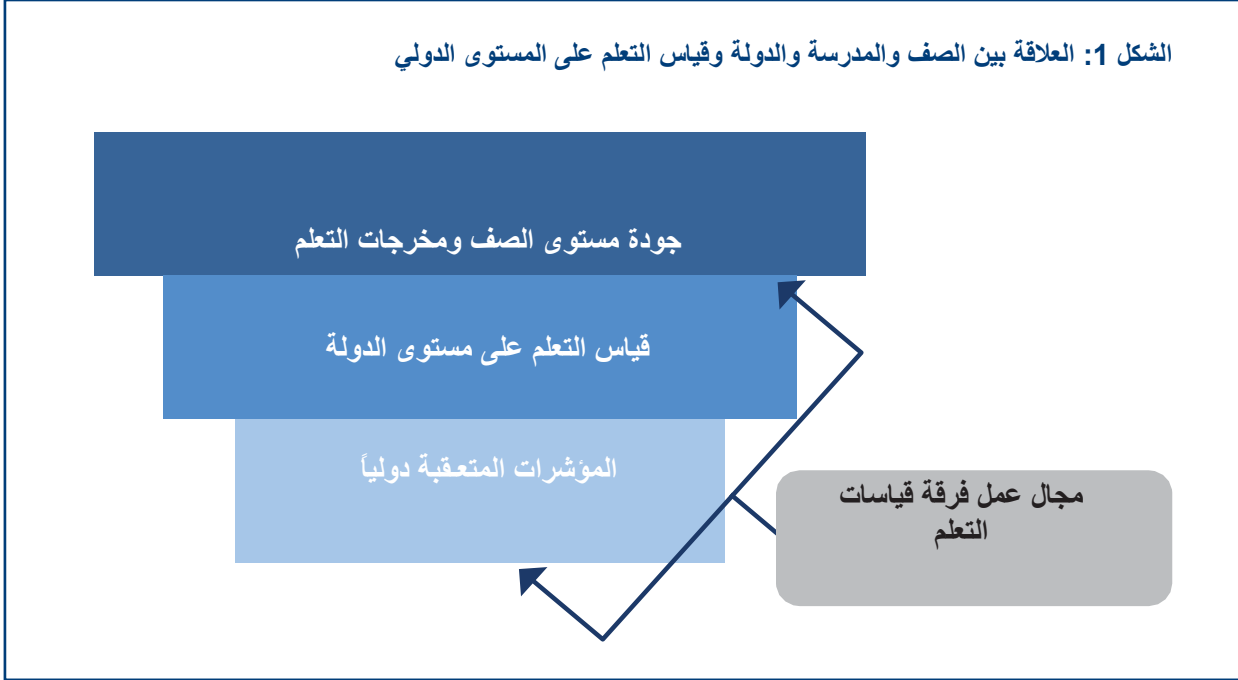 الشكل 1: العلاقة بين الصف والمدرسة والدولة وقياس التعلم على المستوى الدولي
جودة مستوى الصف ومخرجات التعلم
قياس التعلم على مستوى الدولة
المؤشرات المتعقبة دولياً
مجال عمل فرقة قياسات
التعلم